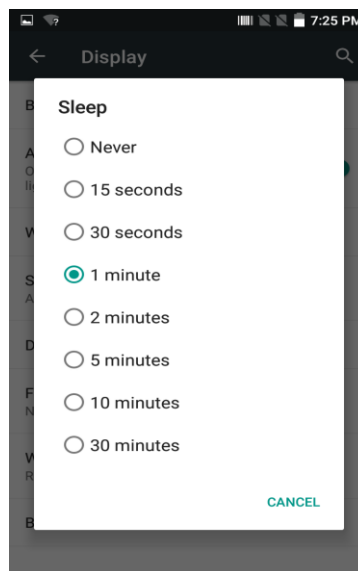 7:25 PM
Display
Sleep
Never
15 seconds
30 seconds
1 minute
2 minutes
5 minutes
10 minutes
30 minutes
CANCEL